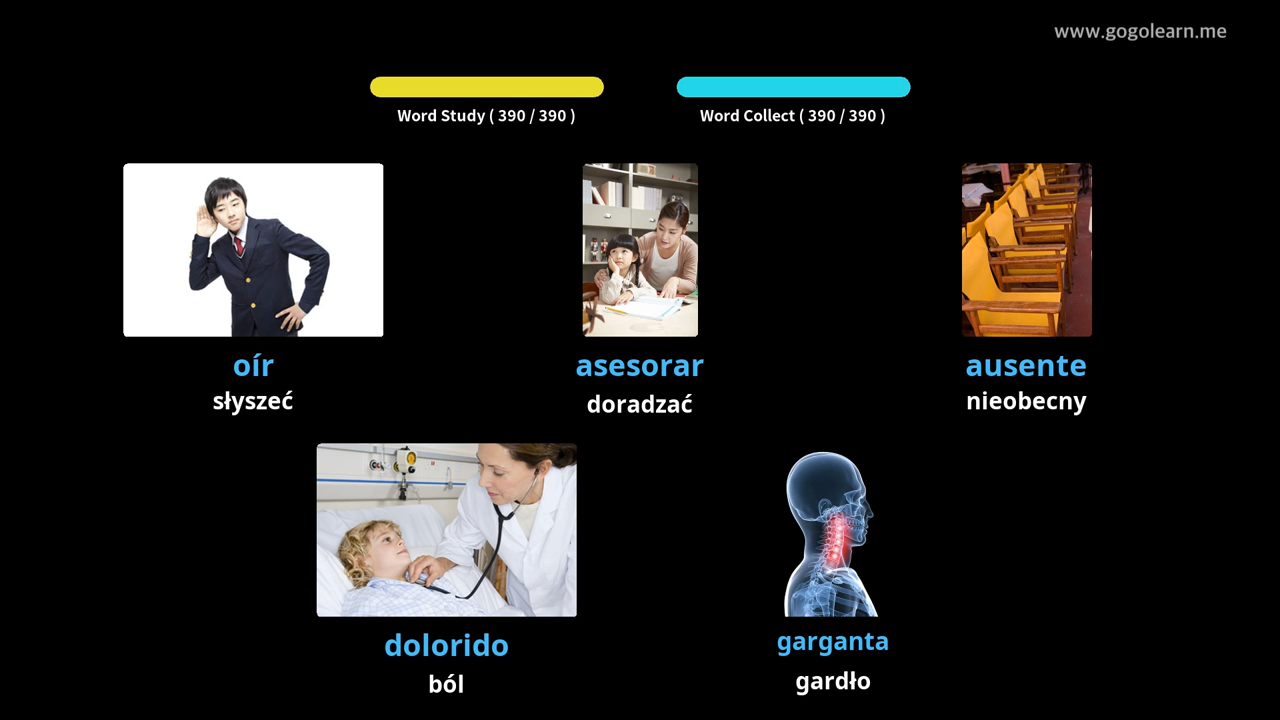 www.gogolearn.me
Word Study ( 390 / 390 )
Word Collect ( 390 / 390 )
oír
asesorar
ausente
słyszeć
doradzać
nieobecny
dolorido
garganta
ból
gardło